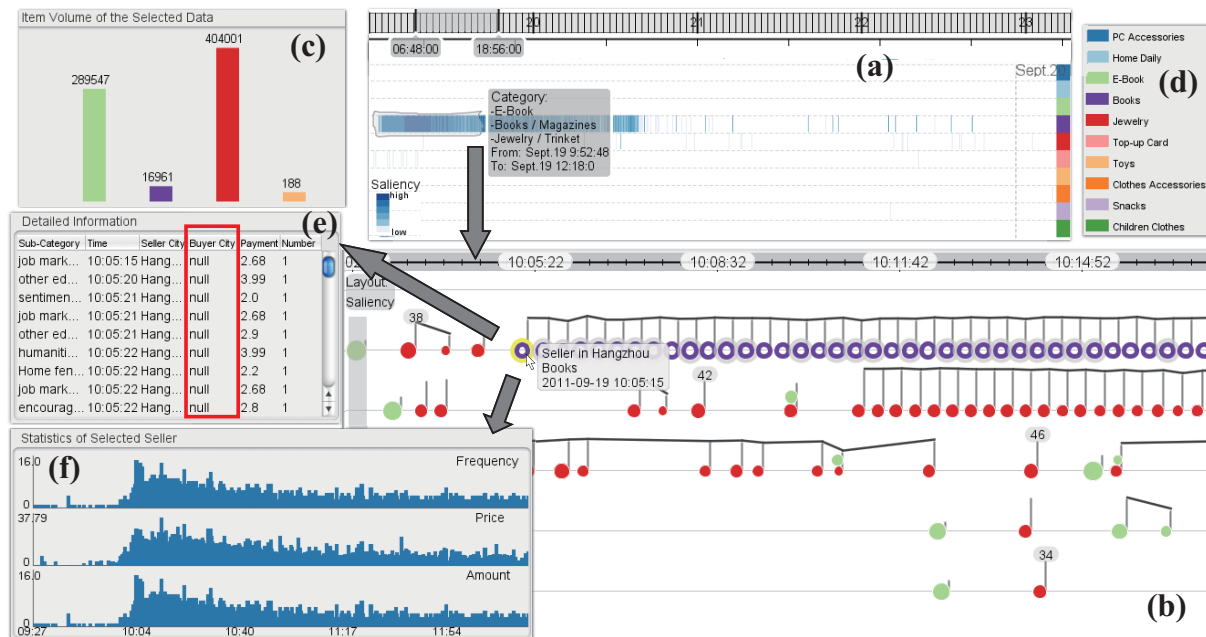 Item Volume of the Selected Data
(c)
404001
289547
16961
188
20
21
22
23
06:48:00
18:56:00
(a)
Sept.20
Category:
-E-Book
-Books / Magazines
-Jewelry / Trinket
From: Sept.19 9:52:48
To: Sept.19 12:18:0
Saliency
high
low
PC Accessories
Home Daily
(d)
E-Book
Books
Jewelry
Top-up Card
Toys
Clothes Accessories
Snacks
Children Clothes
Detailed Information
(e)
Sub-Category Time Seller City Buyer City Payment Number
job mark... 10:05:15 Hang... null 2.68 1
other ed... 10:05:20 Hang... null 3.99 1
sentimen... 10:05:21 Hang... null 2.0 1
job mark... 10:05:21 Hang... null 2.68 1
other ed... 10:05:21 Hang... null 2.9 1
humaniti... 10:05:22 Hang... null 3.99 1
Home fen... 10:05:22 Hang... null 2.2 1
job mark... 10:05:22 Hang... null 2.68 1
encourag... 10:05:22 Hang... null 2.8 1
10:05:22
10:08:32
10:11:42
10:14:52
Layout:
Saliency
38
Seller in Hangzhou
Books
2011-09-19 10:05:15
42
46
34
(b)
Statistics of Selected Seller
(f)
16.0
Frequency
0
37.79
Price
0
16.0
Amount
0
09:27 10:04 10:40 11:17 11:54